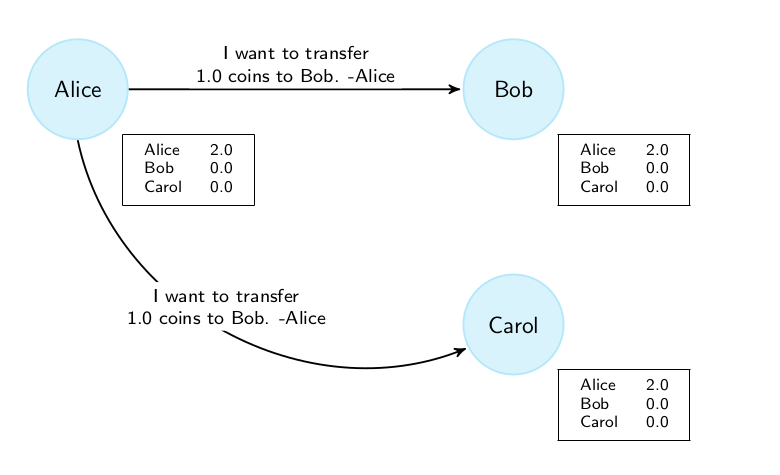 I want to transfer
1.0 coins to Bob. -Alice
Alice
Bob
Alice 2.0
Bob 0.0
Carol 0.0
Alice 2.0
Bob 0.0
Carol 0.0
I want to transfer
1.0 coins to Bob. -Alice
Carol
Alice 2.0
Bob 0.0
Carol 0.0